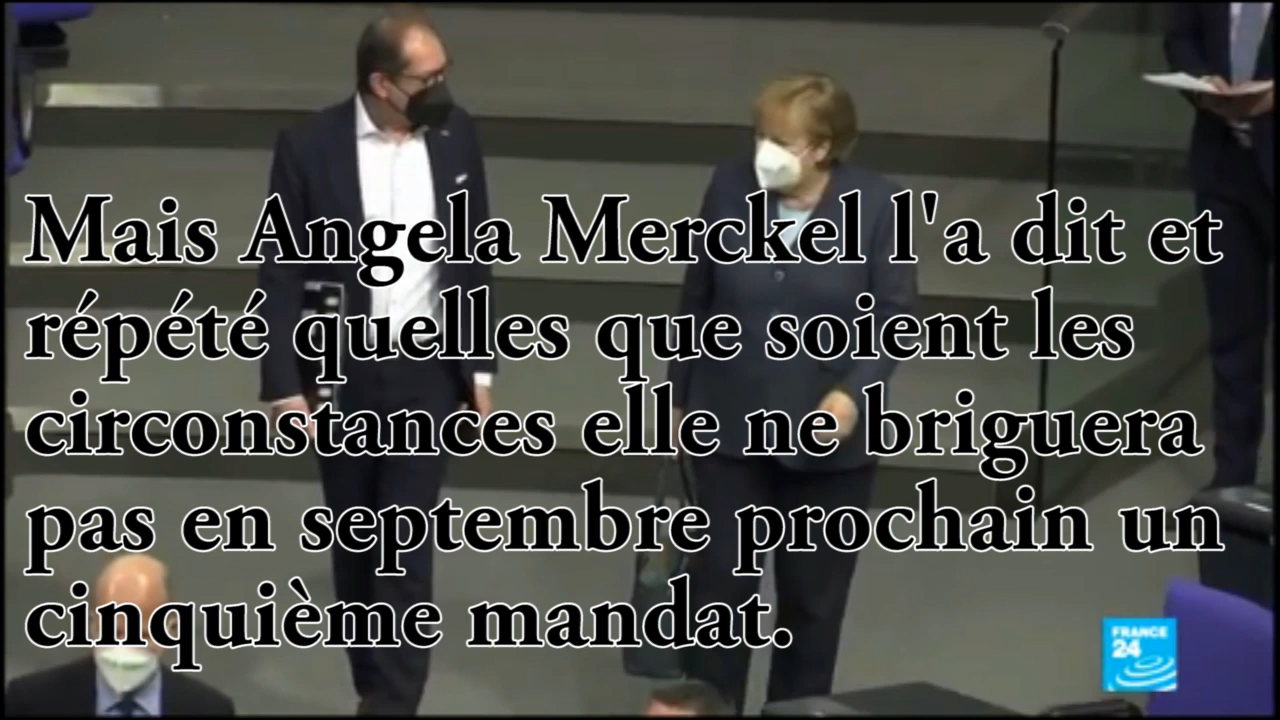 Mais Angela Merckel l'a dit et
répété quelles que soient les
circonstances elle ne briguera
pas en septembre prochain un
cinquième mandat.
FRANCE
24